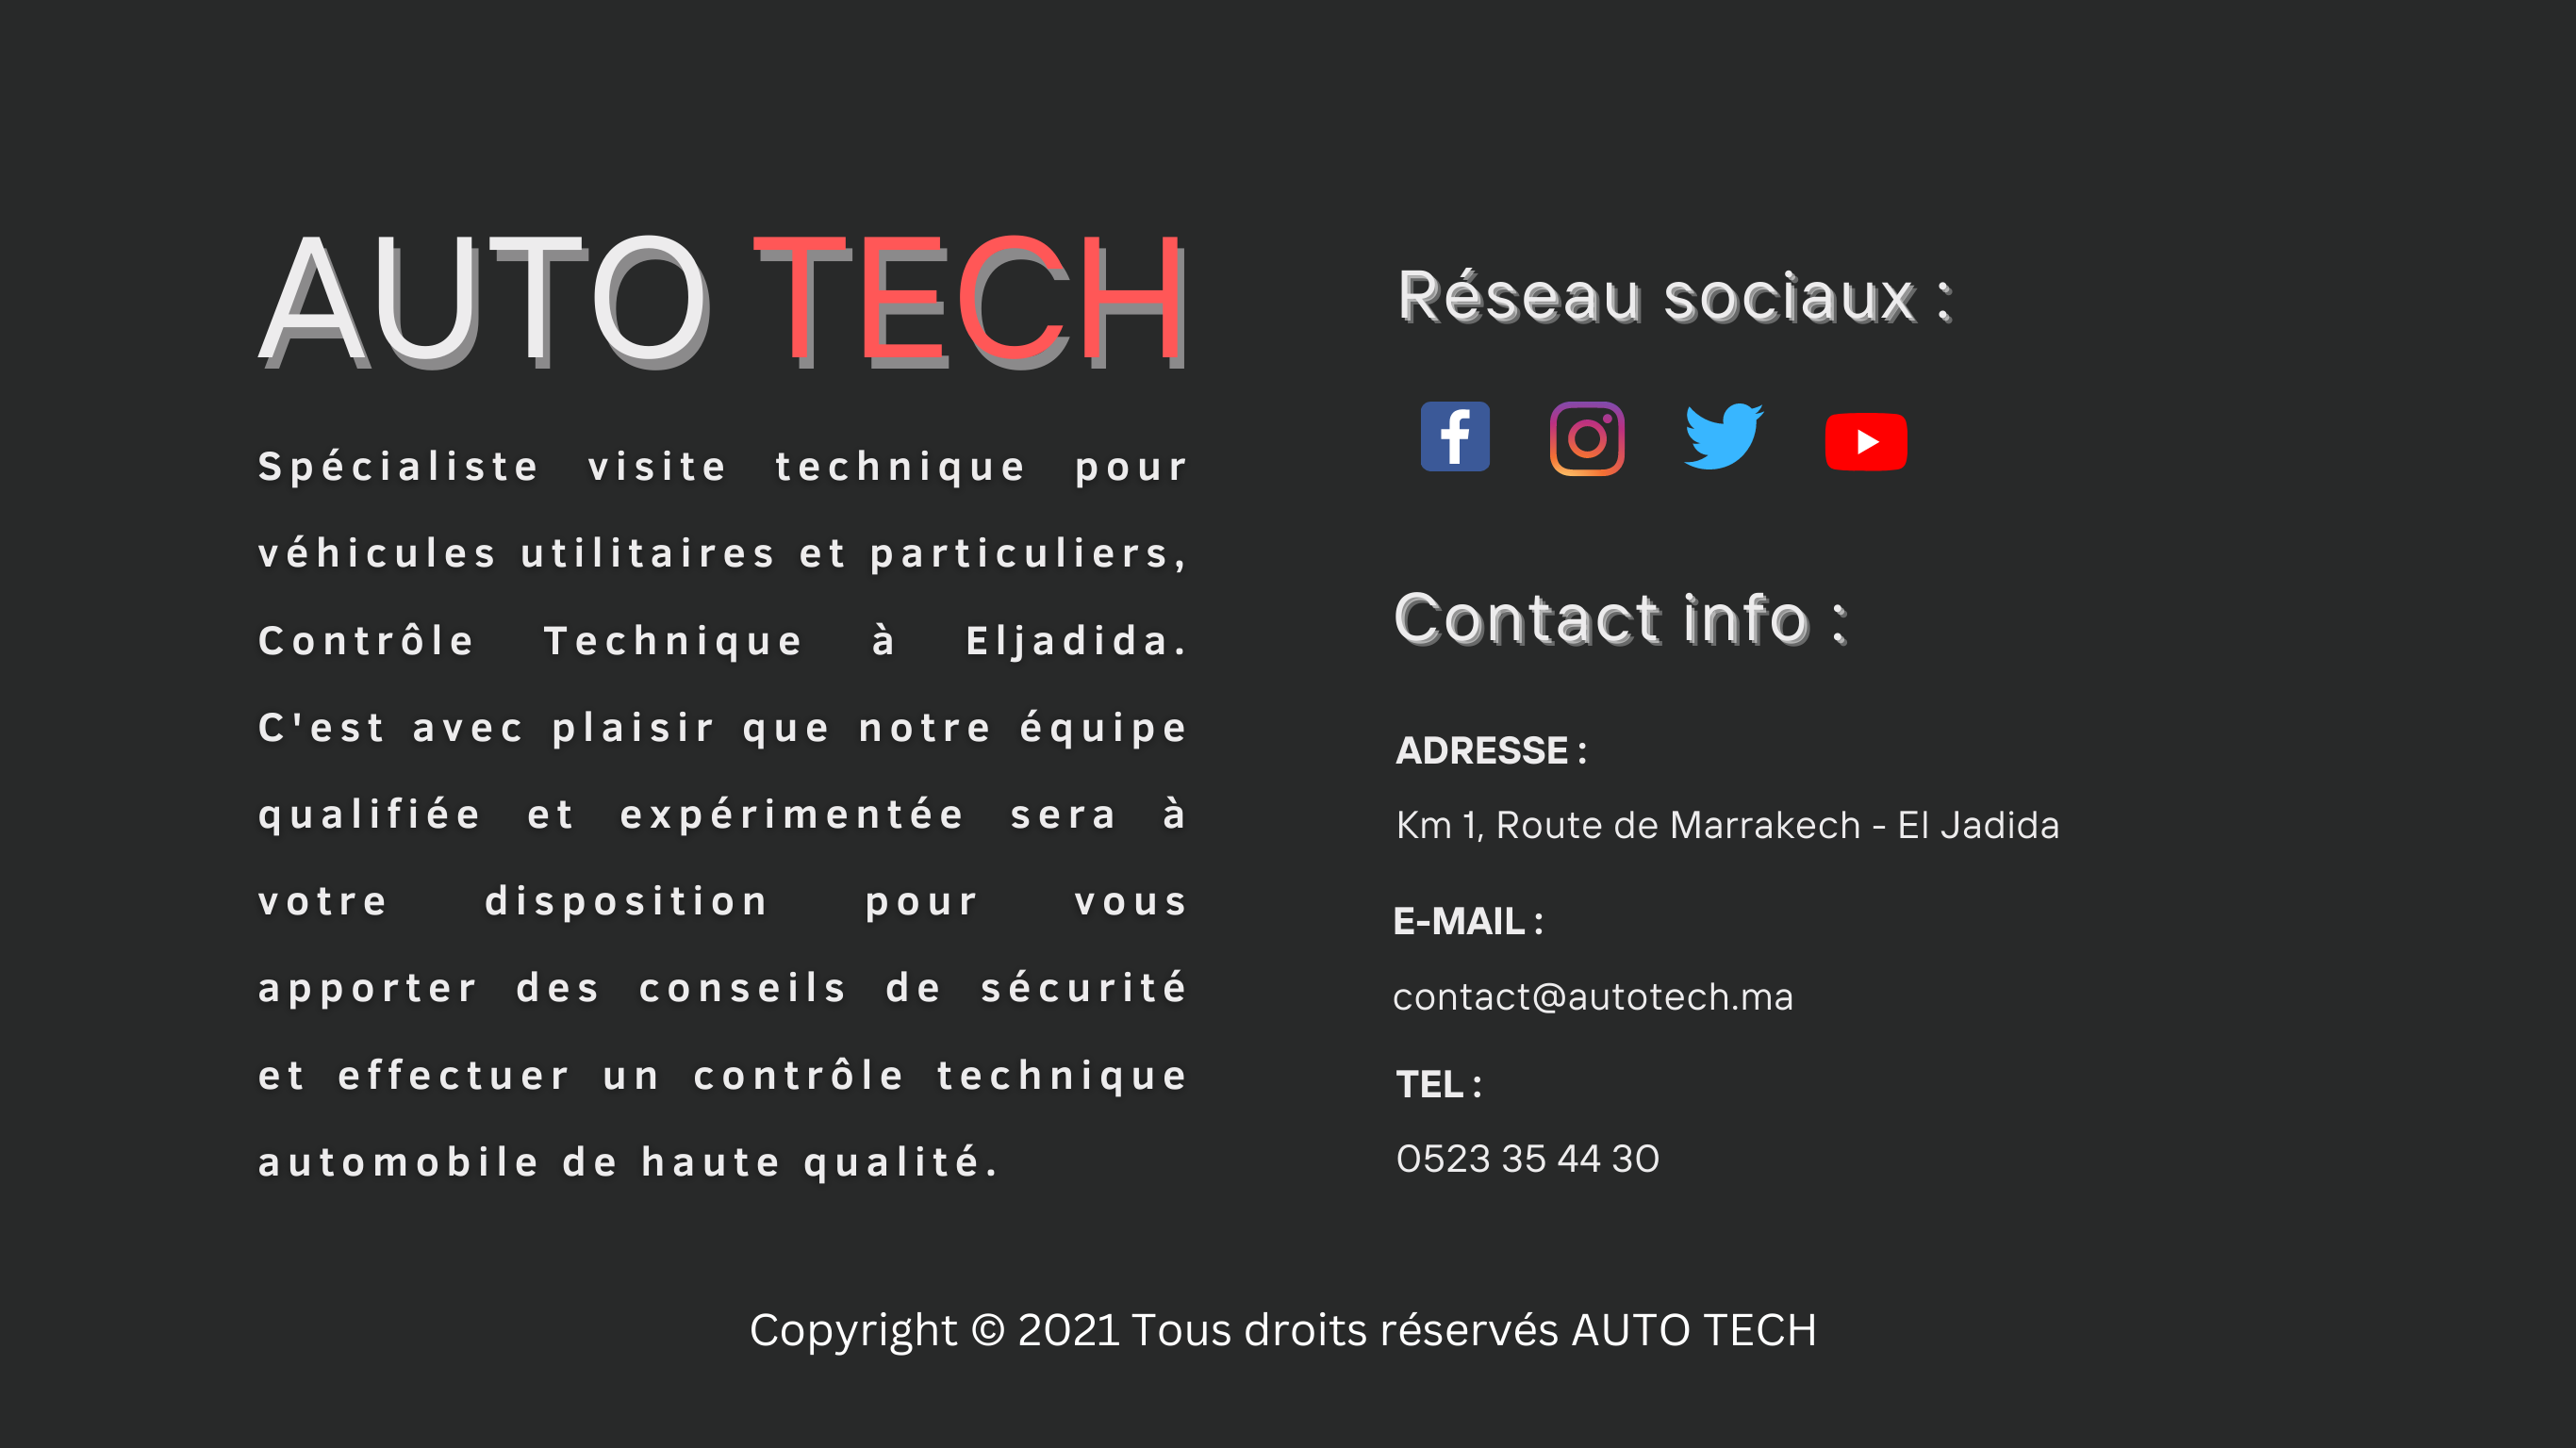 AUTO TECH
Spécialiste visite technique pour
véhicules utilitaires et particuliers,
Contrôle Technique à Eljadida.
C'est avec plaisir que notre équipe
qualifiée et expérimentée sera à
votre disposition pour vous
apporter des conseils de sécurité
et effectuer un contrôle technique
automobile de haute qualité.
Réseau sociaux :
Contact info :
ADRESSE :
Km 1, Route de Marrakech - El Jadida
E-MAIL :
contact@autotech.ma
TEL :
0523 35 44 30
Copyright © 2021 Tous droits réservés AUTO TECH